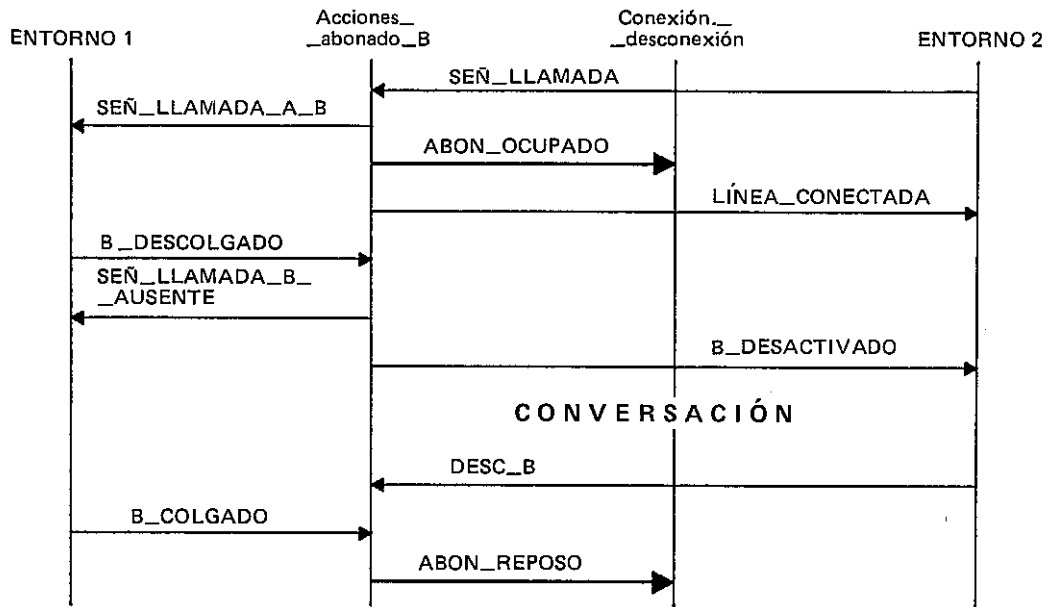 ENTORNO 1
Acciones_
_abonado_B
Conexión._
_desconexión
ENTORNO 2
SEÑ_LLAMADA
SEÑ_LLAMADA_A_B
ABON_OCUPADO
LÍNEA_CONECTADA
B_DESCOLGADO
SEÑ_LLAMADA_B_
_AUSENTE
B_DESACTIVADO
CONVERSACIÓN
DESC_B
B_COLGADO
ABON_REPOSO